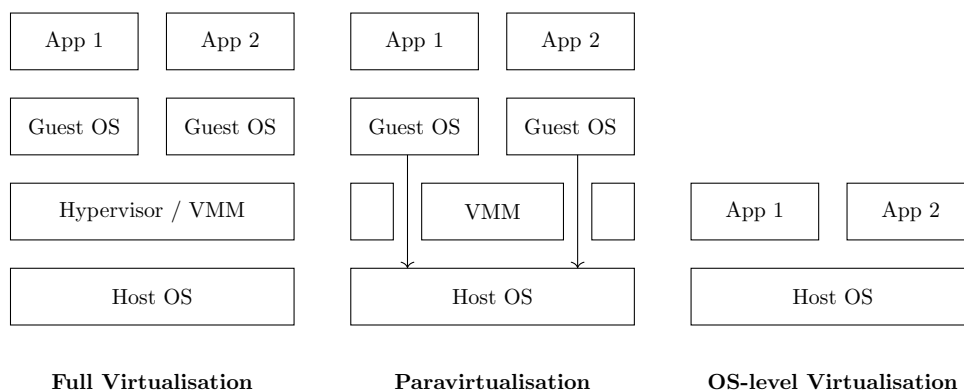 App 1 App 2 App 1 App 2
Guest OS Guest OS Guest OS Guest OS
Hypervisor / VMM VMM App 1 App 2
Host OS Host OS Host OS
Full Virtualisation Paravirtualisation OS-level Virtualisation